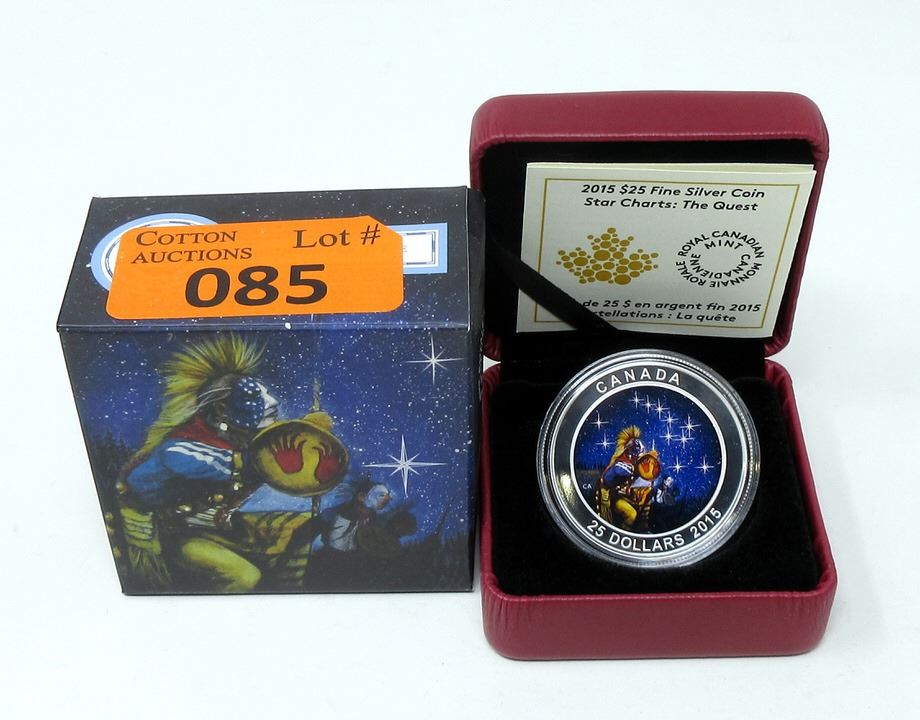 COTTON
AUCTIONS
Lot #
085
2015 $25 Fine Silver Coin
Star Charts: The Quest
ROYAL CANADIAN MINT
MONNAIE ROYALE CANADIENNE
de 25 $ en argent fin 2015
stellations : La quête
CANADA
CA
25 DOLLARS 2015